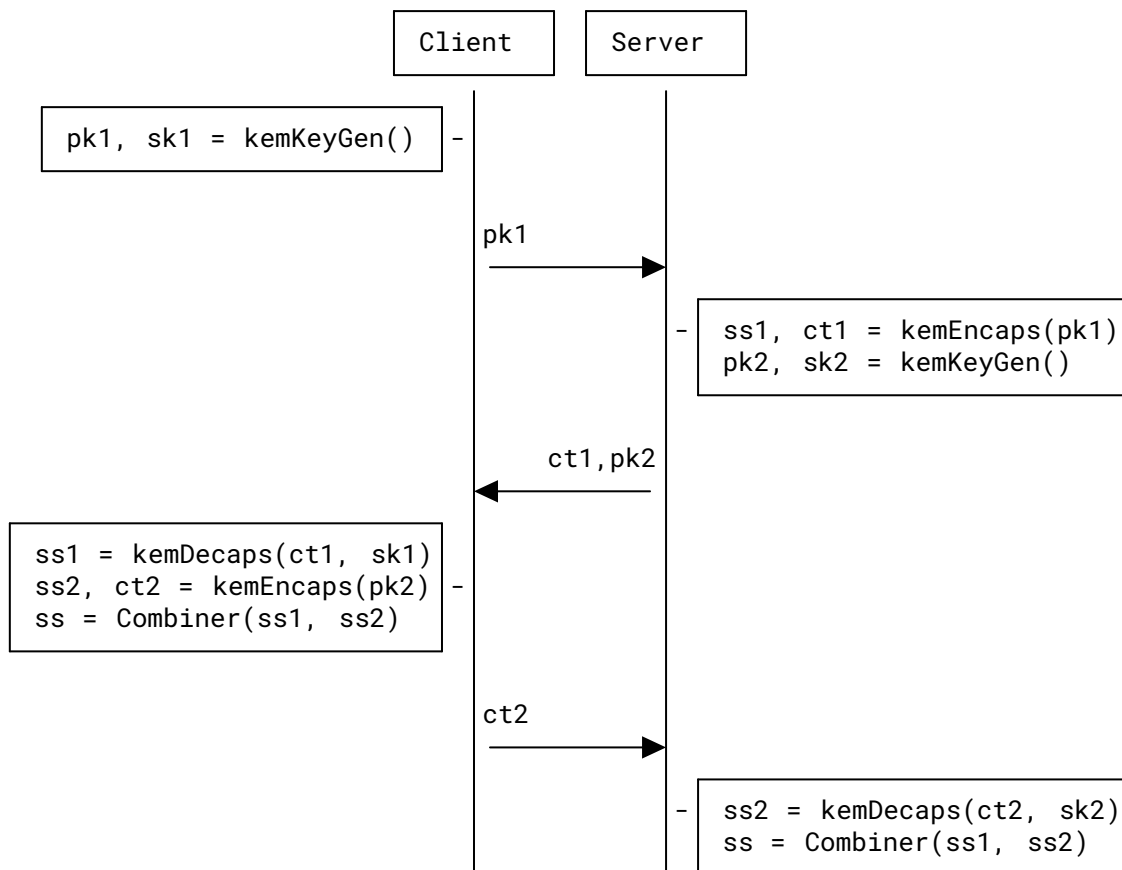 Client
Server
pk1, sk1 = kemKeyGen()
pk1
ss1, ct1 = kemEncaps(pk1)
pk2, sk2 = kemKeyGen()
ct1,pk2
ss1 = kemDecaps(ct1, sk1)
ss2, ct2 = kemEncaps(pk2)
ss = Combiner(ss1, ss2)
ct2
ss2 = kemDecaps(ct2, sk2)
ss = Combiner(ss1, ss2)